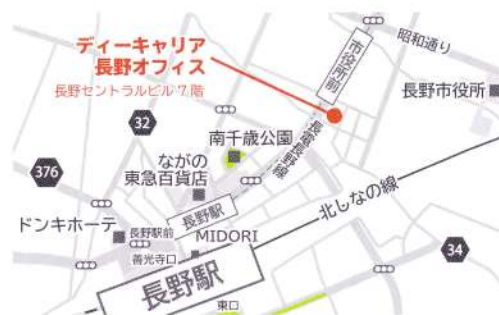 ディーキャリア
長野オフィス
長野セントラルビル 7階
市役所前
昭和通り
長野市役所
32
南千歳公園
長電長野線
376
ながの
東急百貨店
長野駅
北しなの線
ドンキホーテ
長野駅前
MIDORI
善光寺口
34
長野駅
東口